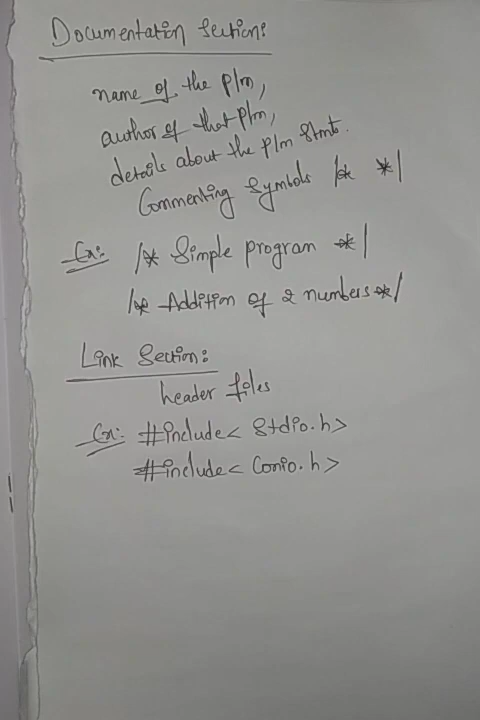 Documentation Section:
name of the p/m,
author of that p/m,
details about the p/m stmts.
Commenting Symbols /* */
Ex: /* Simple program */
/* Addition of 2 numbers */
Link Section:
header files
Ex: #include< Stdio.h>
#include< Conio.h>